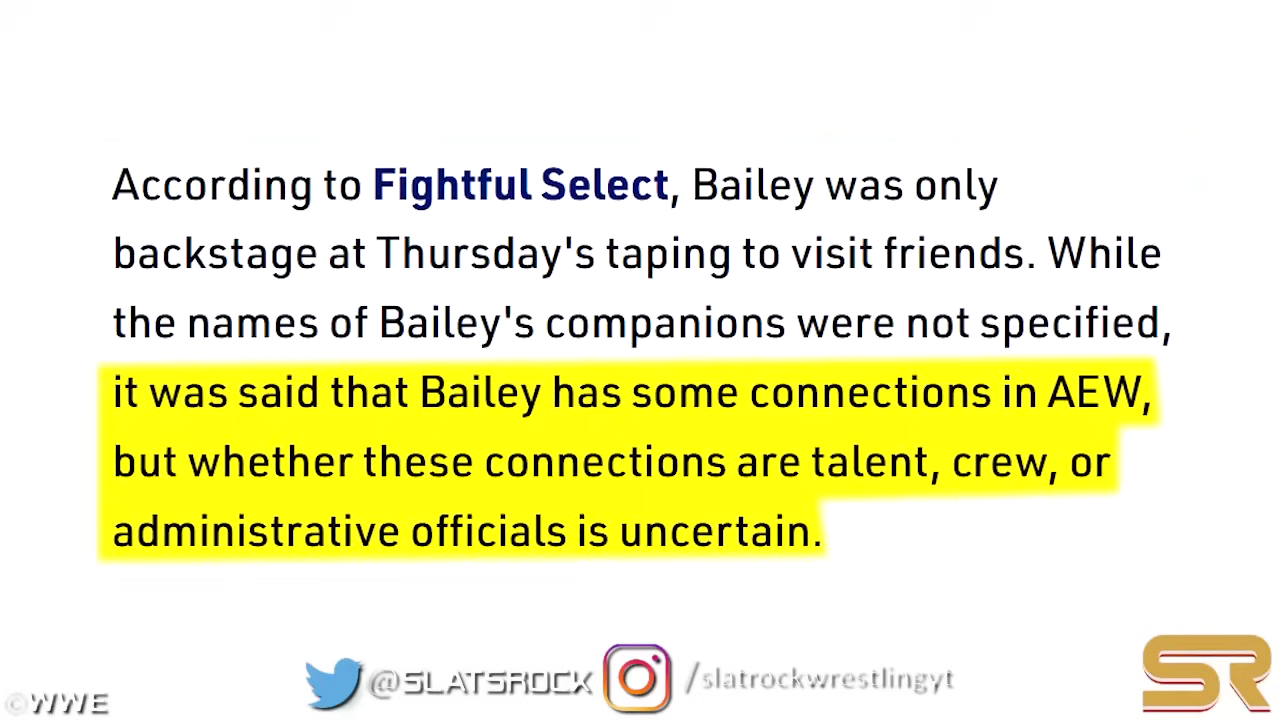 According to Fightful Select, Bailey was only
backstage at Thursday's taping to visit friends. While
the names of Bailey's companions were not specified,
it was said that Bailey has some connections in AEW,
but whether these connections are talent, crew, or
administrative officials is uncertain.
@SLATSROCK /slatrockwrestlingyt
©WWE
SR